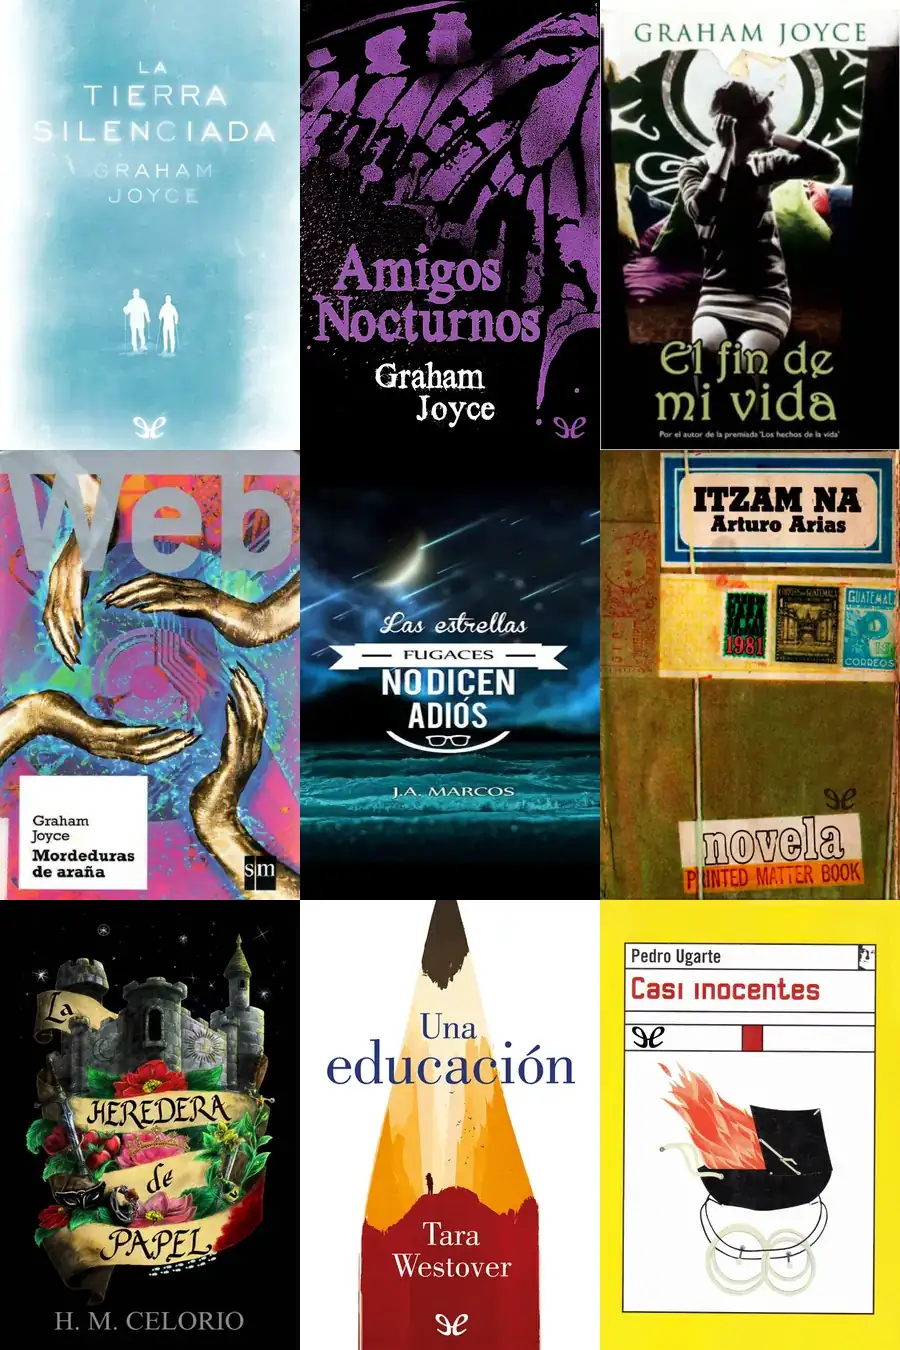 LA
TIERRA
SILENCIADA
GRAHAM
JOYCE
Amigos
Nocturnos
Graham
Joyce
GRAHAM JOYCE
El fin de
mi vida
Por el autor de la premiada 'Los hechos de la vida'
Web
Graham
Joyce
Mordeduras
de araña
sm
Las estrellas
FUGACES
NO DICEN
ADIÓS
J.A. MARCOS
ITZAM NA
Arturo Arias
1981
GUATEMALA
CORREOS
novela
PRINTED MATTER BOOK
La
HEREDERA
de
PAPEL
H. M. CELORIO
Una
educación
Tara
Westover
Pedro Ugarte
Casi inocentes